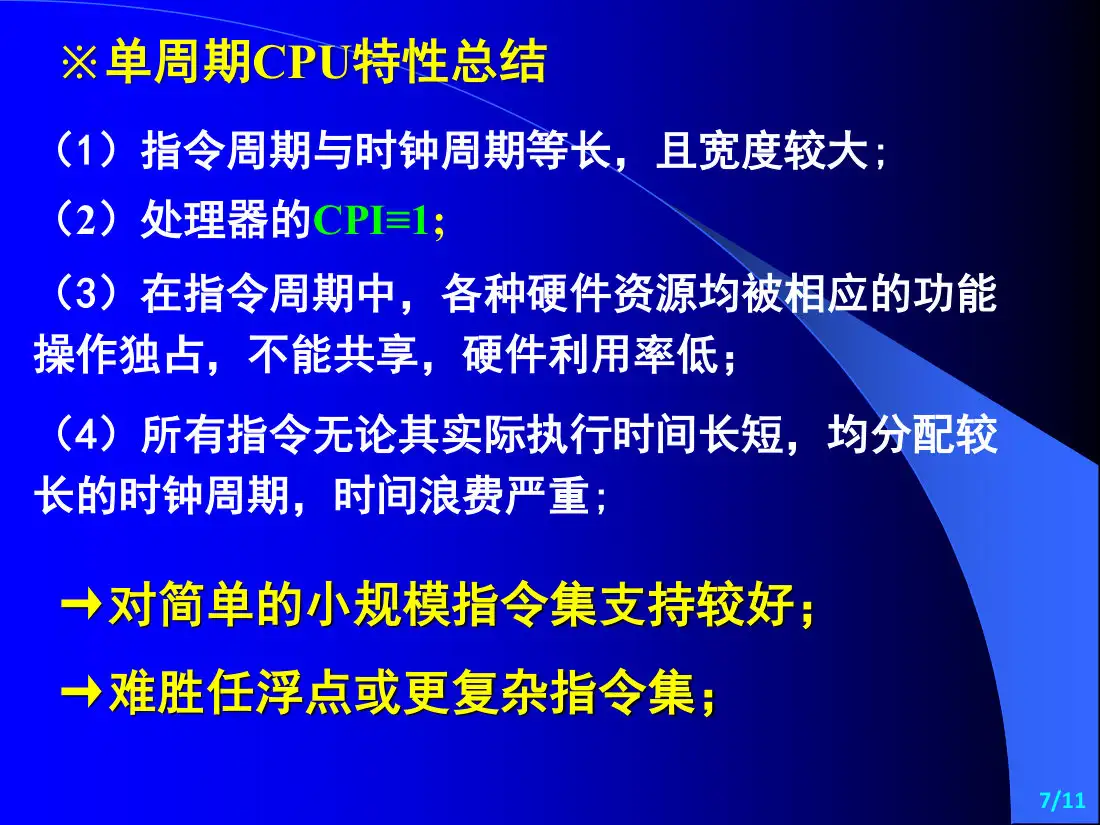 ※单周期CPU特性总结
（1）指令周期与时钟周期等长，且宽度较大;
（2）处理器的CPI≡1;
（3）在指令周期中，各种硬件资源均被相应的功能
操作独占，不能共享，硬件利用率低；
（4）所有指令无论其实际执行时间长短，均分配较
长的时钟周期，时间浪费严重;
→对简单的小规模指令集支持较好；
→难胜任浮点或更复杂指令集；
7/11